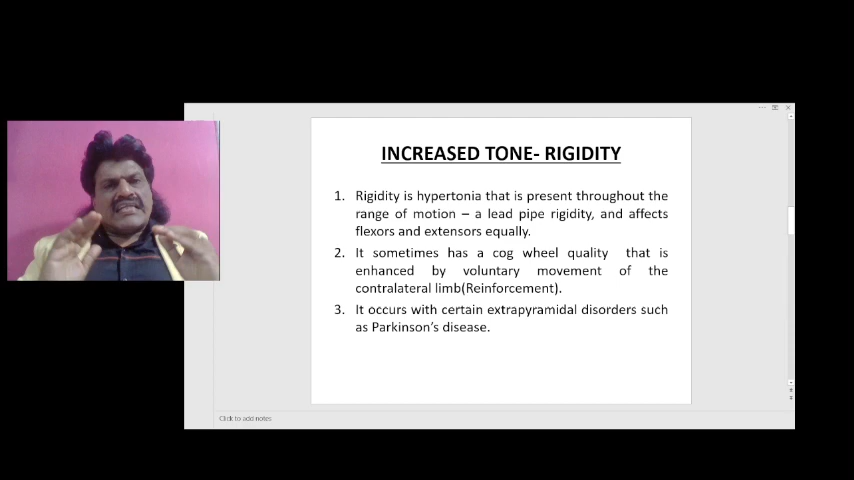 INCREASED TONE- RIGIDITY
1. Rigidity is hypertonia that is present throughout the
range of motion – a lead pipe rigidity, and affects
flexors and extensors equally.
2. It sometimes has a cog wheel quality that is
enhanced by voluntary movement of the
contralateral limb(Reinforcement).
3. It occurs with certain extrapyramidal disorders such
as Parkinson's disease.
Click to add notes